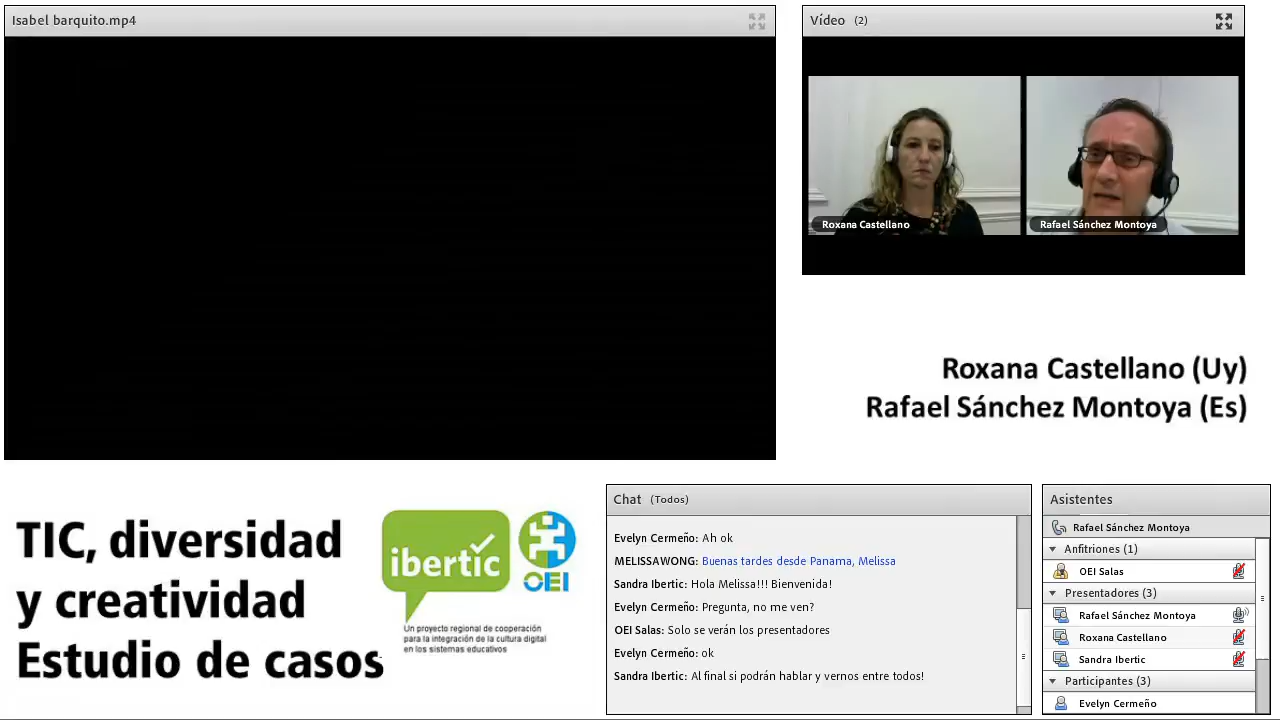 Isabel barquito.mp4
Vídeo (2)
Roxana Castellano
Rafael Sánchez Montoya
Roxana Castellano (Uy)
Rafael Sánchez Montoya (Es)
TIC, diversidad
y creatividad
Estudio de casos
ibertic
OEI
Un proyecto regional de cooperación
para la integración de la cultura digital
en los sistemas educativos
Chat (Todos)
Evelyn Cermeño: Ah ok
MELISSAWONG: Buenas tardes desde Panama, Melissa
Sandra Ibertic: Hola Melissa!!! Bienvenida!
Evelyn Cermeño: Pregunta, no me ven?
OEI Salas: Solo se verán los presentadores
Evelyn Cermeño: ok
Sandra Ibertic: Al final si podrán hablar y vernos entre todos!
Asistentes
Rafael Sánchez Montoya
Anfitriones (1)
OEI Salas
Presentadores (3)
Rafael Sánchez Montoya
Roxana Castellano
Sandra Ibertic
Participantes (3)
Evelyn Cermeño